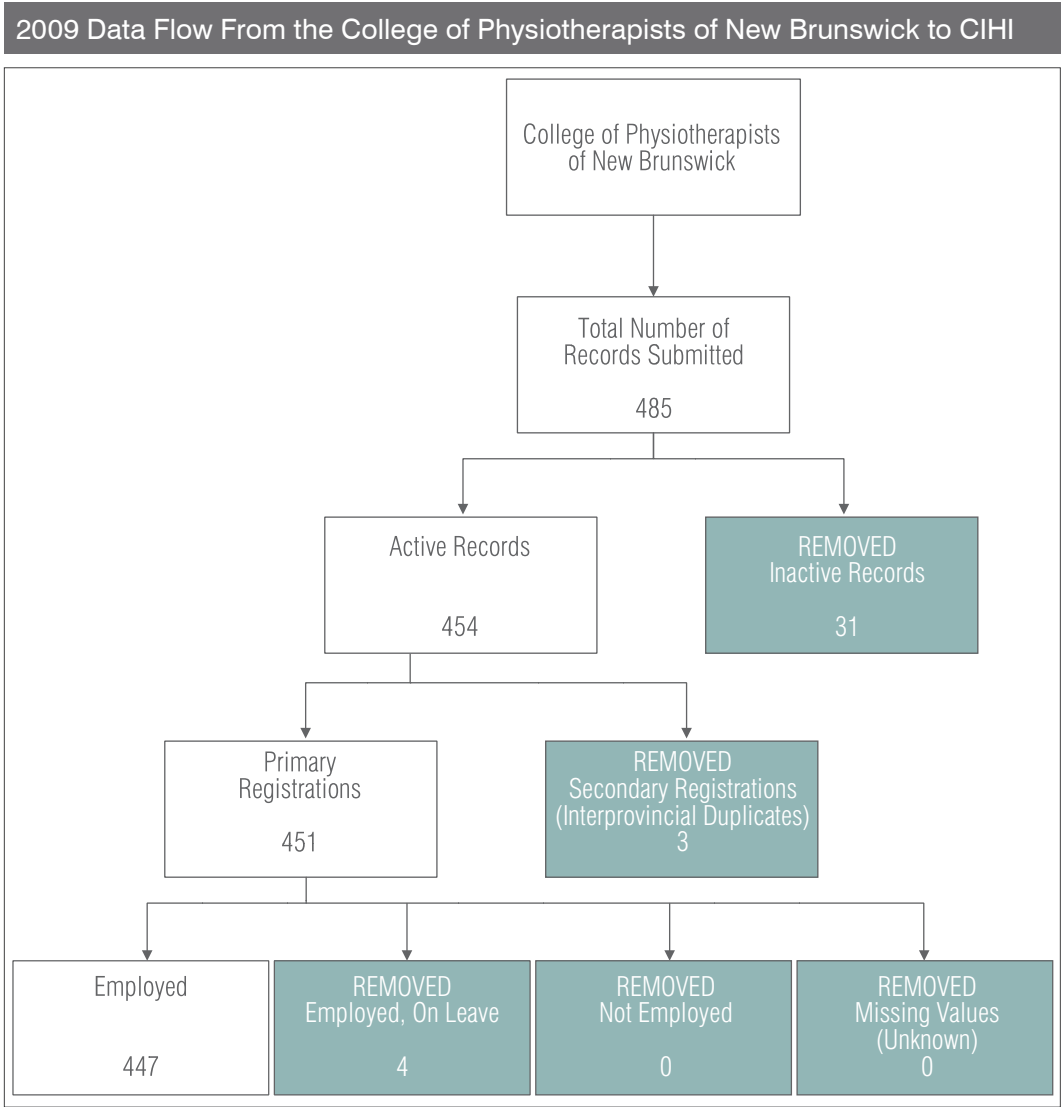 2009 Data Flow From the College of Physiotherapists of New Brunswick to CIHI
College of Physiotherapists
of New Brunswick
Total Number of
Records Submitted
485
Active Records
454
REMOVED
Inactive Records
31
Primary
Registrations
451
REMOVED
Secondary Registrations
(Interprovincial Duplicates)
3
Employed
447
REMOVED
Employed, On Leave
4
REMOVED
Not Employed
0
REMOVED
Missing Values
(Unknown)
0